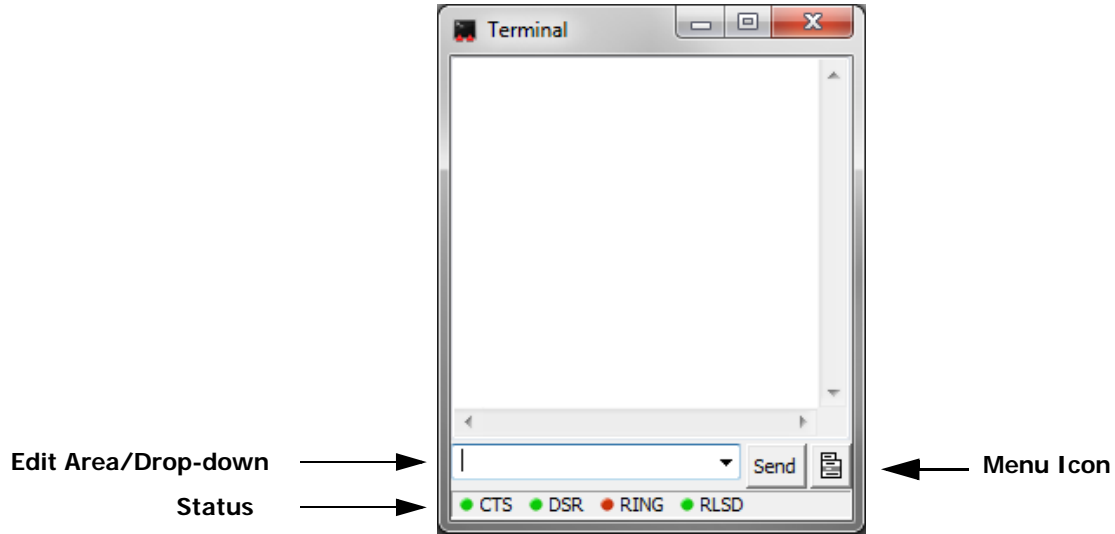 Terminal
Edit Area/Drop-down
Send
Menu Icon
Status
CTS DSR RING RLSD